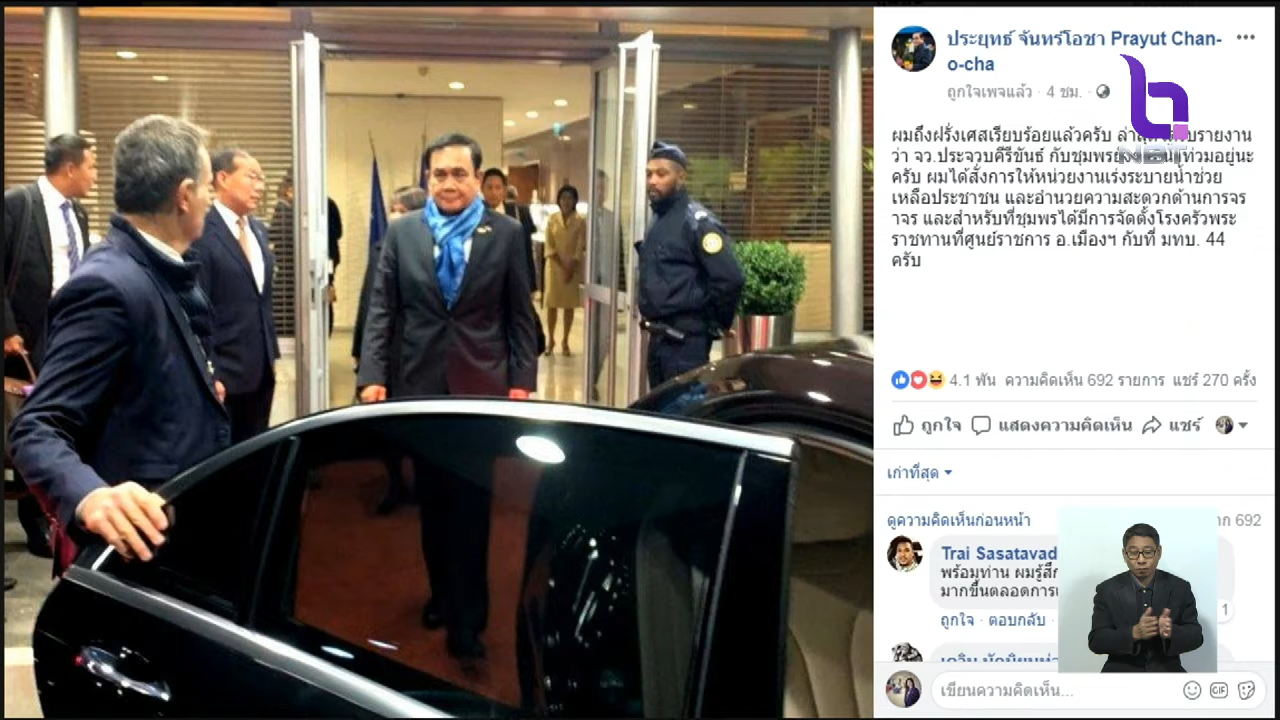 ประยุทธ์ จันทร์โอชา Prayut Chan-
o-cha
ถูกใจเพจแล้ว · 4 ชม. ·
ผมถึงฝรั่งเศสเรียบร้อยแล้วครับ รายงาน
ว่า จว.ประจวบคีรีขันธ์ กับชุมพร ท่วมอยู่นะ
ครับ ผมได้สั่งการให้หน่วยงานเร่งระบายน้ำช่วย
เหลือประชาชน และอำนวยความสะดวกด้านการจร
าจร และสำหรับที่ชุมพรได้มีการจัดตั้งโรงครัวพระ
ราชทานที่ศูนย์ราชการ อ.เมืองฯ กับที่ มทบ. 44
ครับ
4.1 พัน ความคิดเห็น 692 รายการ แชร์ 270 ครั้ง
ถูกใจ แสดงความคิดเห็น แชร์
เก่าที่สุด
ดูความคิดเห็นก่อนหน้า 692
Trai Sasatavad
พร้อมท่าน ผมรู้สึก
มากขึ้นตลอดการเ
1
ถูกใจ · ตอบกลับ ·
เขียนความคิดเห็น...
GIF